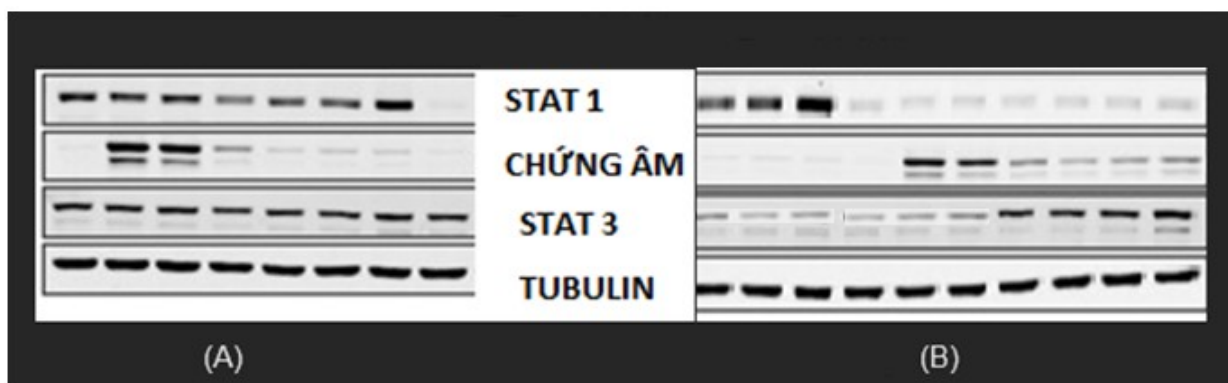 STAT 1
CHỨNG ÂM
STAT 3
TUBULIN
(A)
(B)